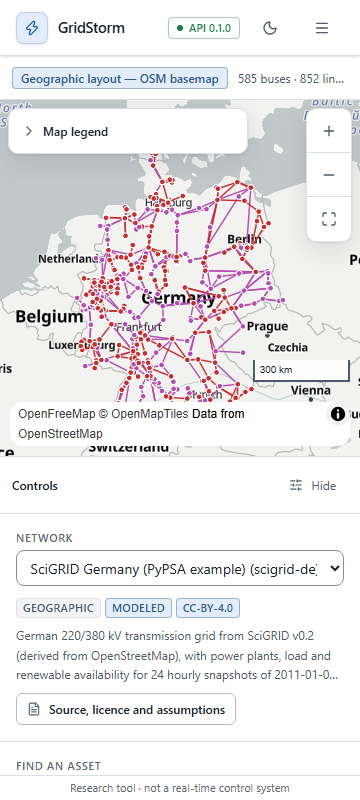 GridStorm
API 0.1.0
Geographic layout — OSM basemap
585 buses · 852 lin...
Map legend
Hamburg
Berlin
Netherlan
Germany
Belgium
Frankfurt
Prague
Luxembourg
Czechia
300 km
Vienna
OpenFreeMap © OpenMapTiles Data from
OpenStreetMap
Switzerland
Controls
Hide
NETWORK
SciGRID Germany (PyPSA example) (scigrid-de)
GEOGRAPHIC
MODELED
CC-BY-4.0
German 220/380 kV transmission grid from SciGRID v0.2
(derived from OpenStreetMap), with power plants, load and
renewable availability for 24 hourly snapshots of 2011-01-0...
Source, licence and assumptions
FIND AN ASSET
Research tool · not a real-time control system